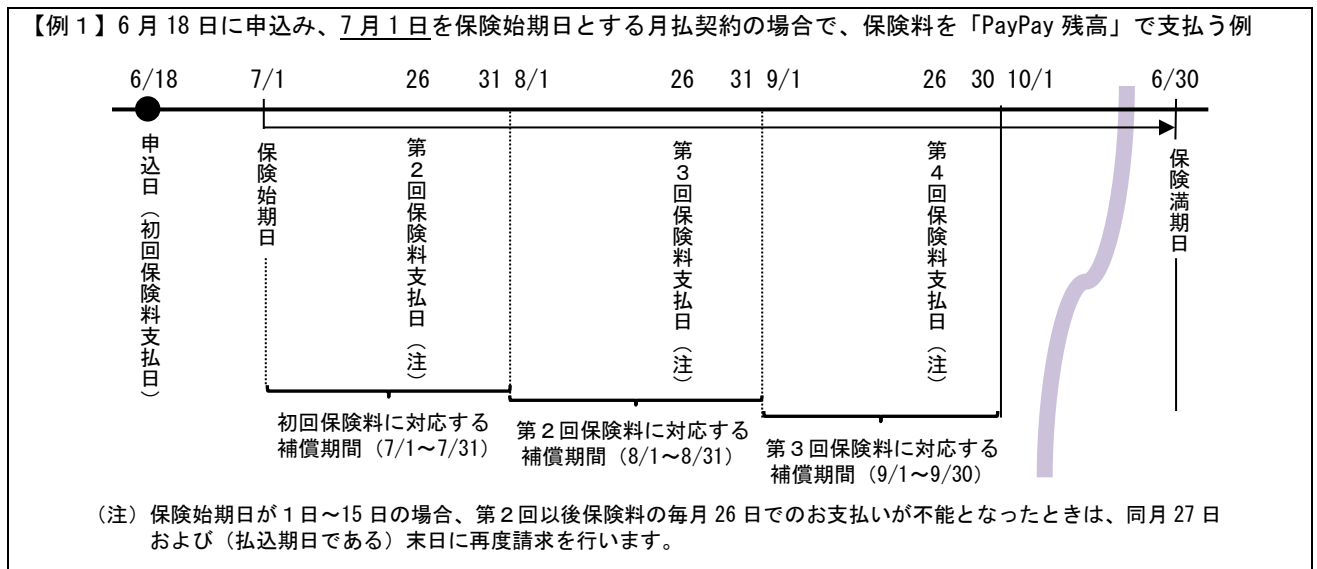 【例１】6月18日に申込み、7月1日を保険始期日とする月払契約の場合で、保険料を「PayPay残高」で支払う例
6/18 7/1 26 31 8/1 26 31 9/1 26 30 10/1 6/30
申込日（初回保険料支払日）
保険始期日
第２回保険料支払日（注）
第３回保険料支払日（注）
第４回保険料支払日（注）
保険満期日
初回保険料に対応する
補償期間（7/1～7/31）
第２回保険料に対応する
補償期間（8/1～8/31）
第３回保険料に対応する
補償期間（9/1～9/30）
（注）保険始期日が１日～15日の場合、第２回以後保険料の毎月26日でのお支払いが不能となったときは、同月27日
および（払込期日である）末日に再度請求を行います。